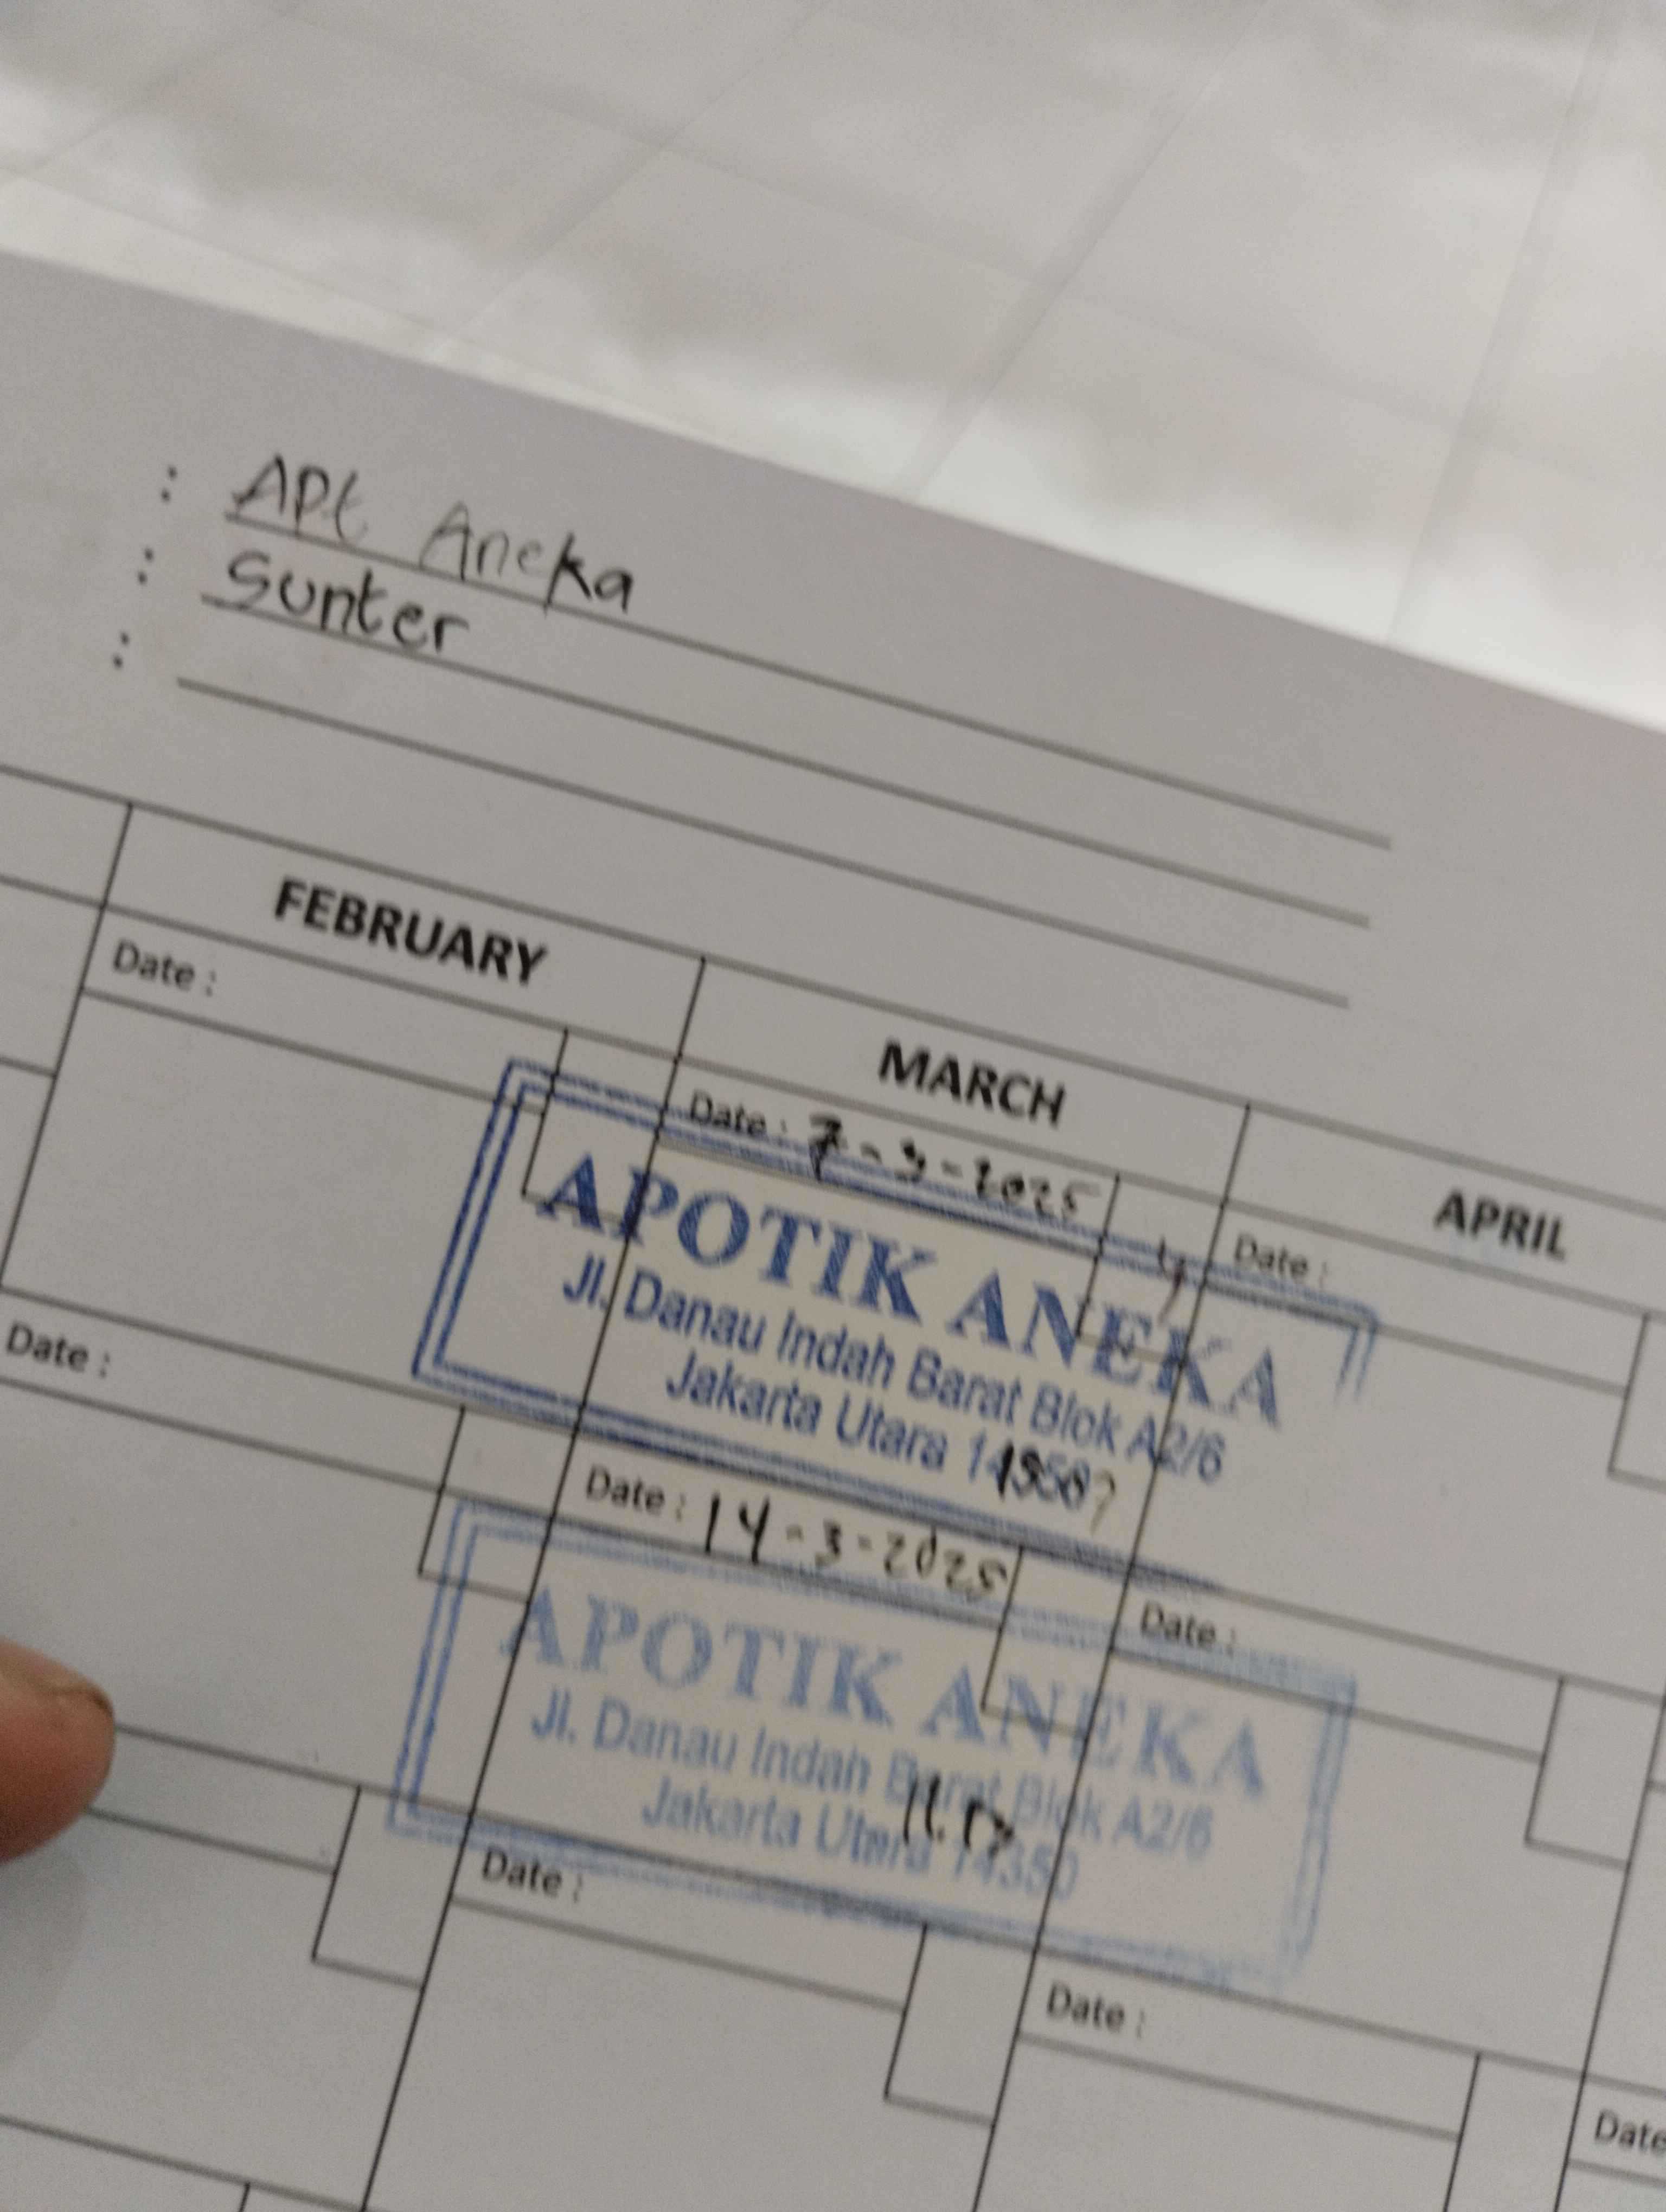 : Apt Aneka
: Sunter
:
FEBRUARY
MARCH
APRIL
Date :
Date : 7-3-2025
Date :
APOTIK ANEKA
Jl. Danau Indah Barat Blok A2/6
Jakarta Utara
Date :
Date : 14-3-2025
Date :
APOTIK ANEKA
Jl. Danau Indah Barat Blok A2/6
Jakarta Utara 14350
Date :
Date :
Date